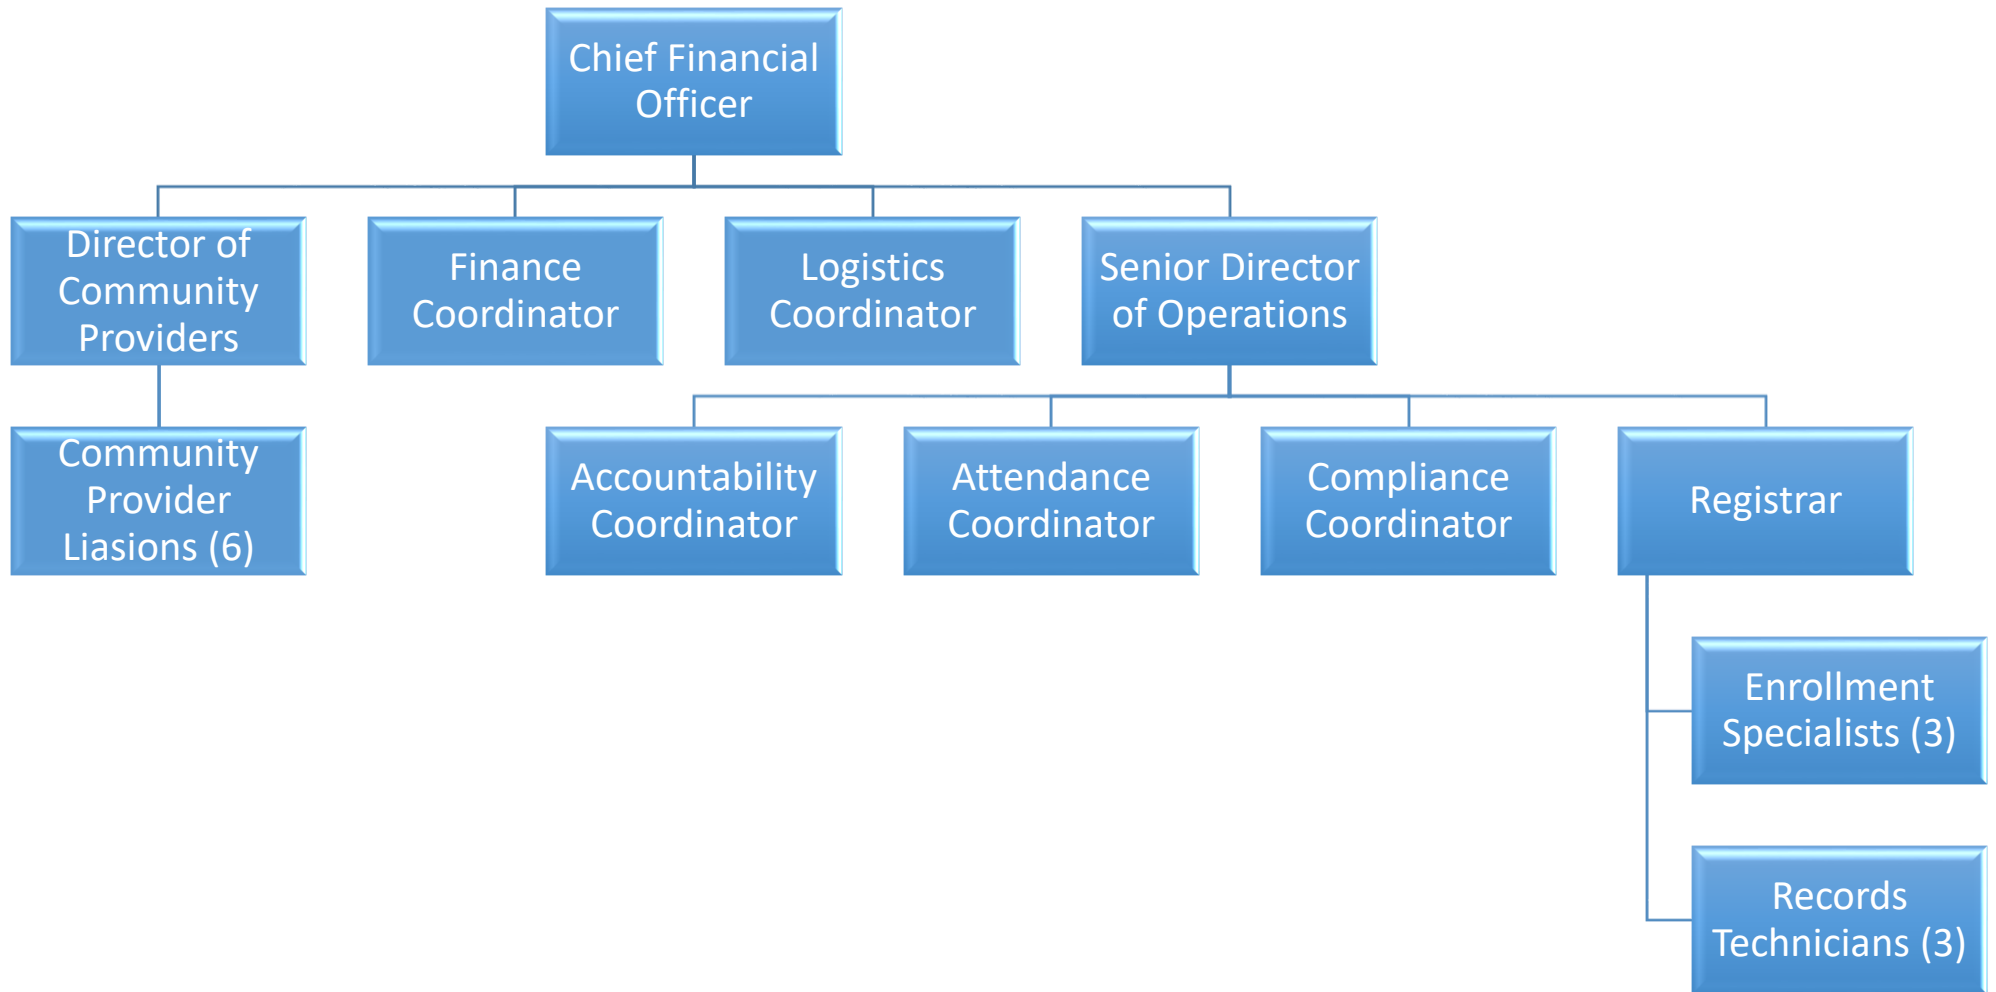 Chief Financial
Officer
Director of
Community
Providers
Finance
Coordinator
Logistics
Coordinator
Senior Director
of Operations
Community
Provider
Liasions (6)
Accountability
Coordinator
Attendance
Coordinator
Compliance
Coordinator
Registrar
Enrollment
Specialists (3)
Records
Technicians (3)